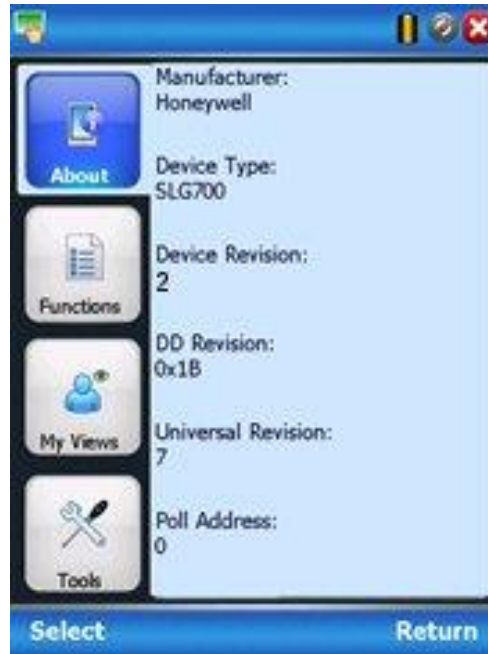 About
Functions
My Views
Tools
Manufacturer:
Honeywell
Device Type:
SLG700
Device Revision:
2
DD Revision:
0x1B
Universal Revision:
7
Poll Address:
0
Select
Return